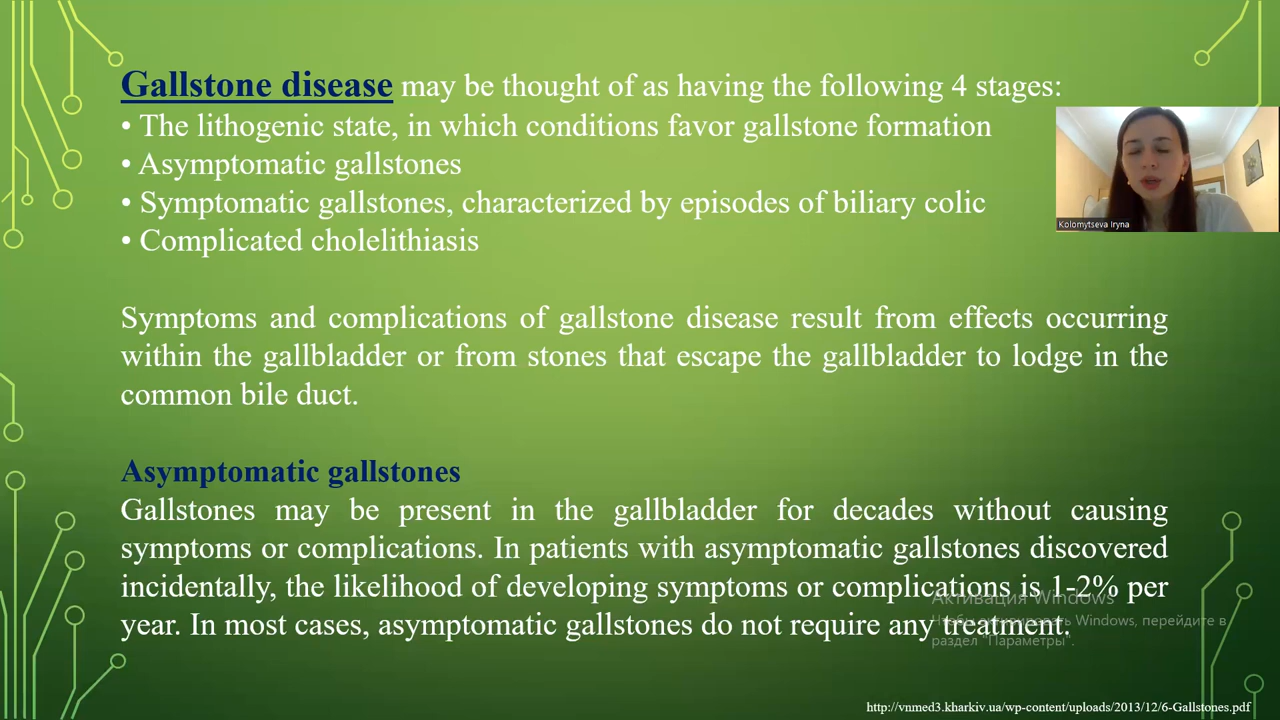 Gallstone disease may be thought of as having the following 4 stages:
• The lithogenic state, in which conditions favor gallstone formation
• Asymptomatic gallstones
• Symptomatic gallstones, characterized by episodes of biliary colic
• Complicated cholelithiasis
Kolomytseva Iryna
Symptoms and complications of gallstone disease result from effects occurring
within the gallbladder or from stones that escape the gallbladder to lodge in the
common bile duct.
Asymptomatic gallstones
Gallstones may be present in the gallbladder for decades without causing
symptoms or complications. In patients with asymptomatic gallstones discovered
incidentally, the likelihood of developing symptoms or complications is 1-2% per
year. In most cases, asymptomatic gallstones do not require any treatment.
Активация Windows
Чтобы активировать Windows, перейдите в
раздел "Параметры".
http://vnmed3.kharkiv.ua/wp-content/uploads/2013/12/6-Gallstones.pdf